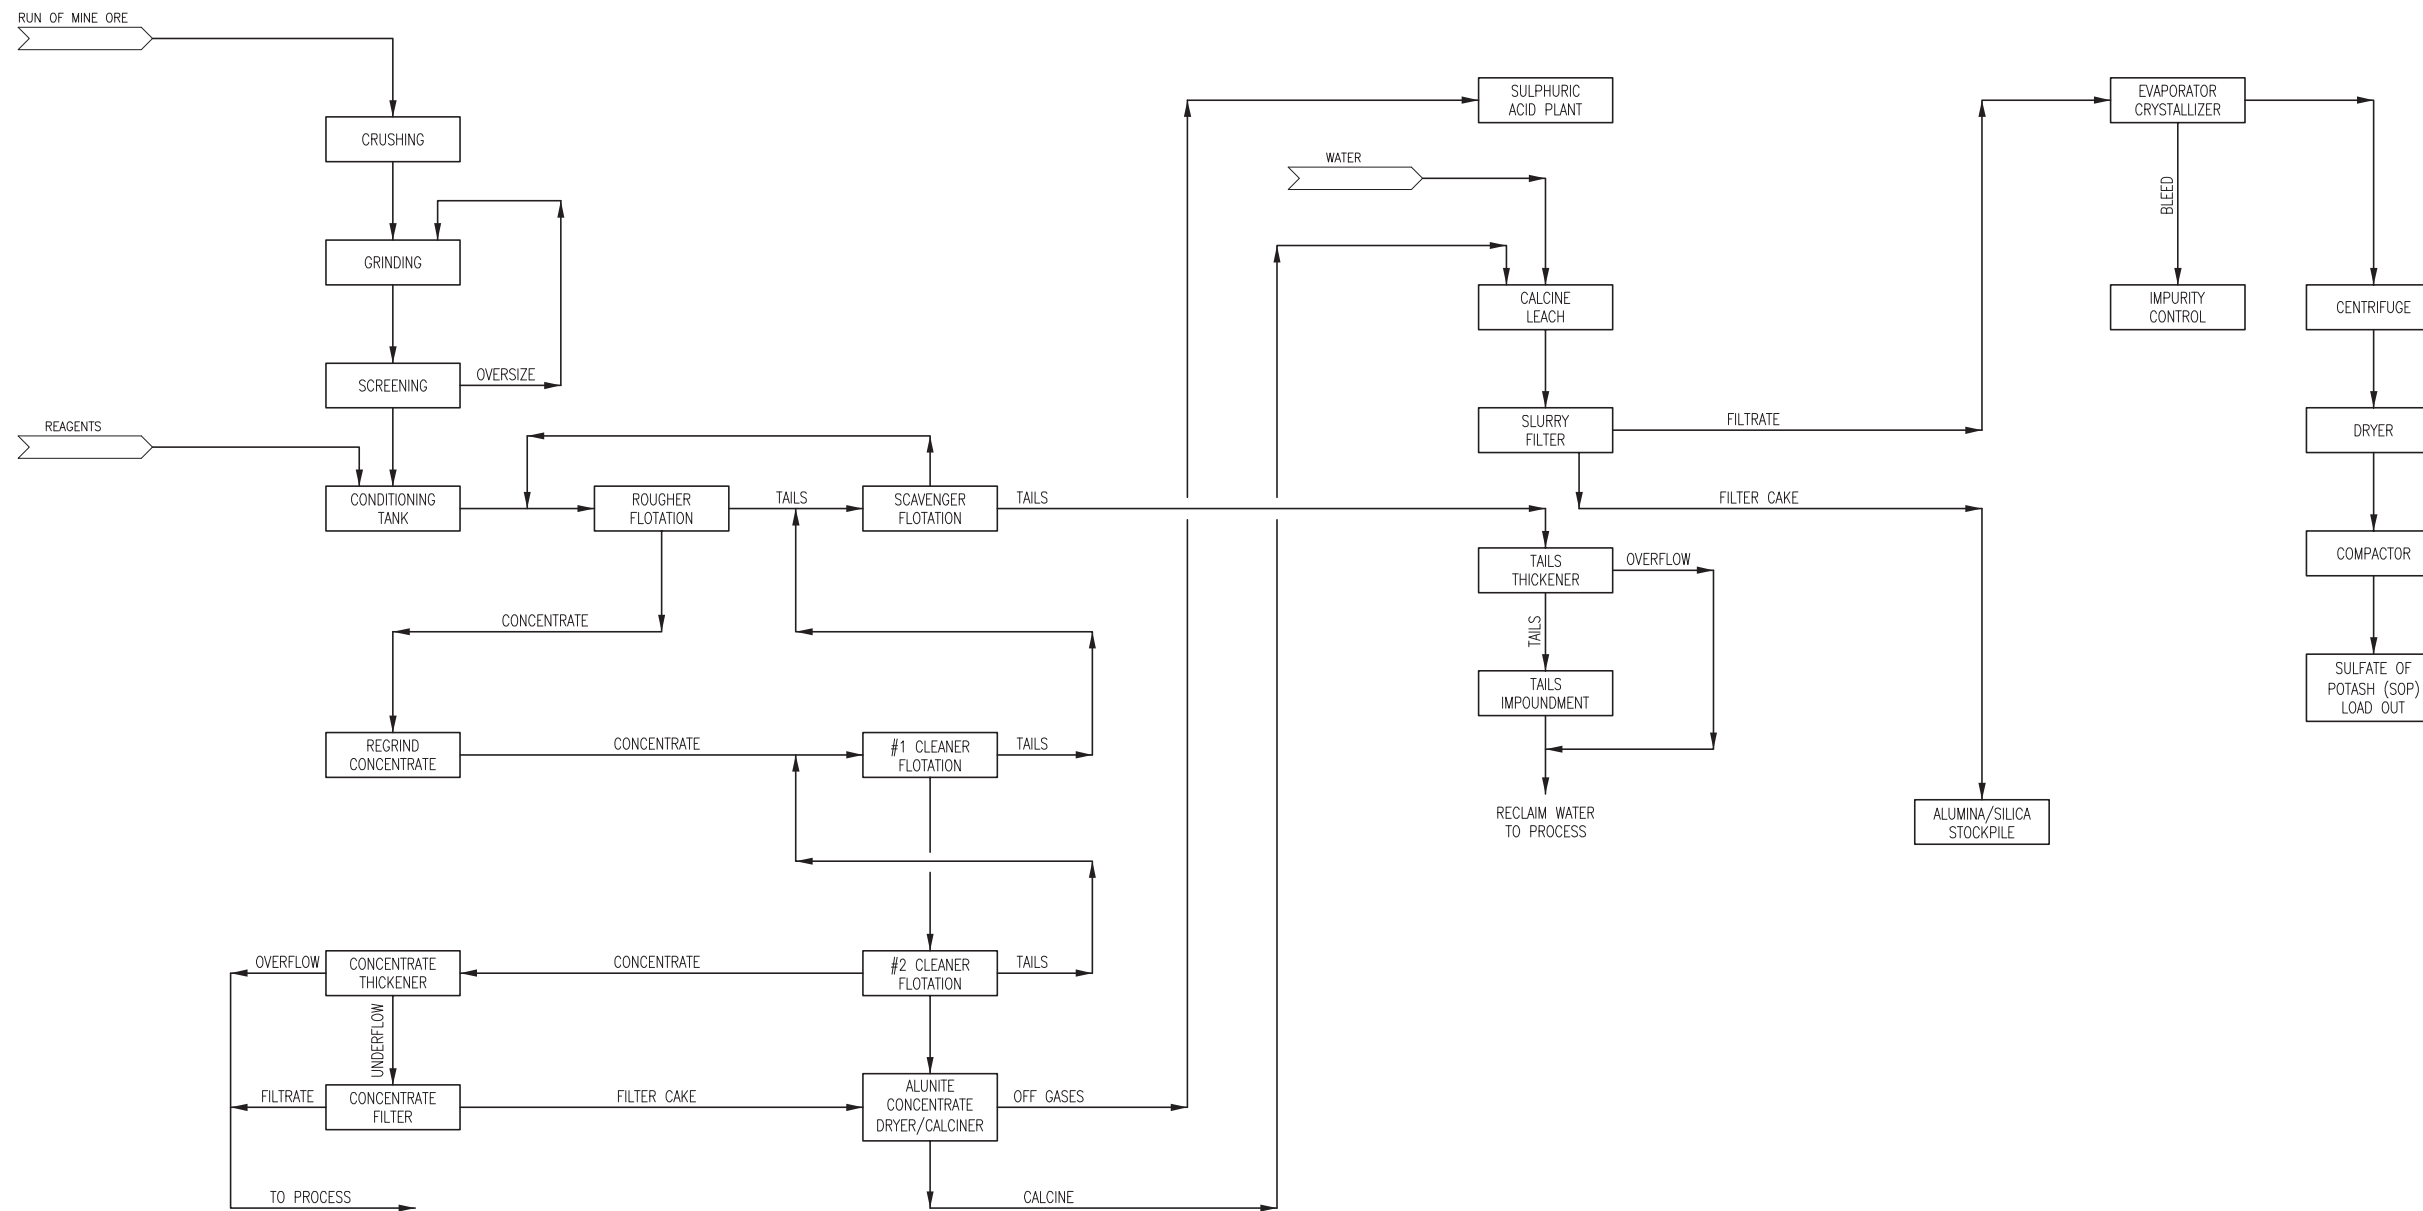 RUN OF MINE ORE
CRUSHING
GRINDING
SCREENING
OVERSIZE
REAGENTS
CONDITIONING
TANK
ROUGHER
FLOTATION
TAILS
SCAVENGER
FLOTATION
TAILS
CONCENTRATE
REGRIND
CONCENTRATE
CONCENTRATE
#1 CLEANER
FLOTATION
TAILS
OVERFLOW
CONCENTRATE
THICKENER
CONCENTRATE
#2 CLEANER
FLOTATION
TAILS
UNDERFLOW
FILTRATE
CONCENTRATE
FILTER
FILTER CAKE
ALUNITE
CONCENTRATE
DRYER/CALCINER
OFF GASES
TO PROCESS
CALCINE
SULPHURIC
ACID PLANT
WATER
CALCINE
LEACH
SLURRY
FILTER
FILTRATE
FILTER CAKE
TAILS
THICKENER
OVERFLOW
TAILS
TAILS
IMPOUNDMENT
RECLAIM WATER
TO PROCESS
ALUMINA/SILICA
STOCKPILE
EVAPORATOR
CRYSTALLIZER
BLEED
IMPURITY
CONTROL
CENTRIFUGE
DRYER
COMPACTOR
SULFATE OF
POTASH (SOP)
LOAD OUT